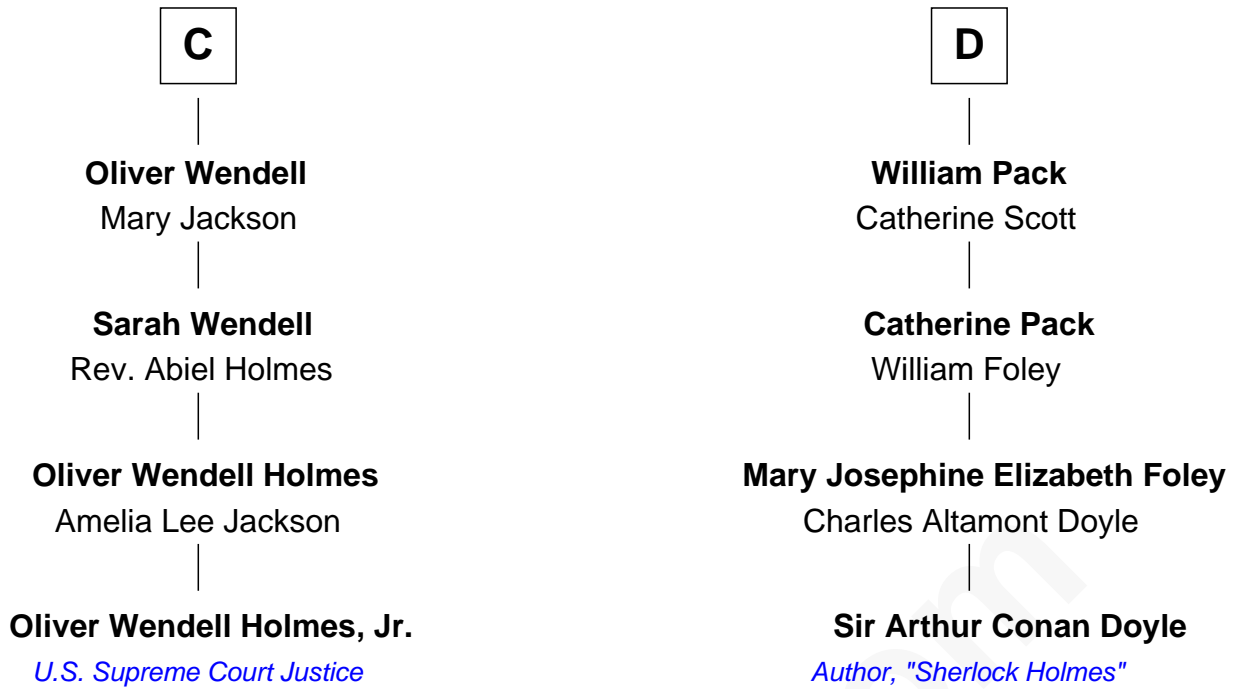 C
Oliver Wendell
Mary Jackson
Sarah Wendell
Rev. Abiel Holmes
Oliver Wendell Holmes
Amelia Lee Jackson
Oliver Wendell Holmes, Jr.
U.S. Supreme Court Justice
D
William Pack
Catherine Scott
Catherine Pack
William Foley
Mary Josephine Elizabeth Foley
Charles Altamont Doyle
Sir Arthur Conan Doyle
Author, "Sherlock Holmes"